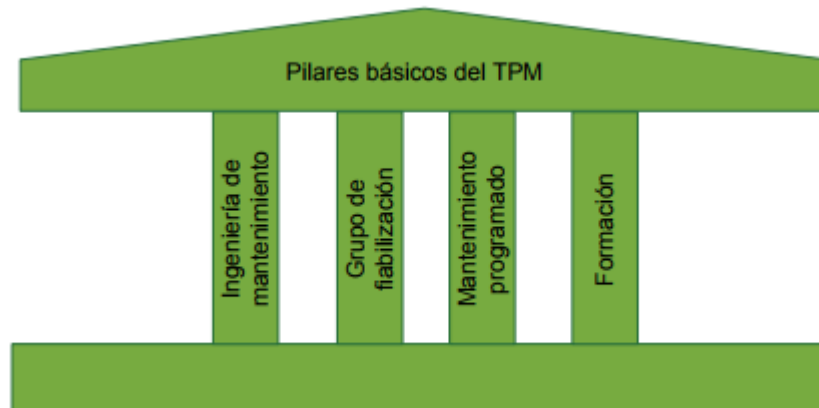 Pilares básicos del TPM
Ingeniería de
mantenimiento
Grupo de
fiabilización
Mantenimiento
programado
Formación